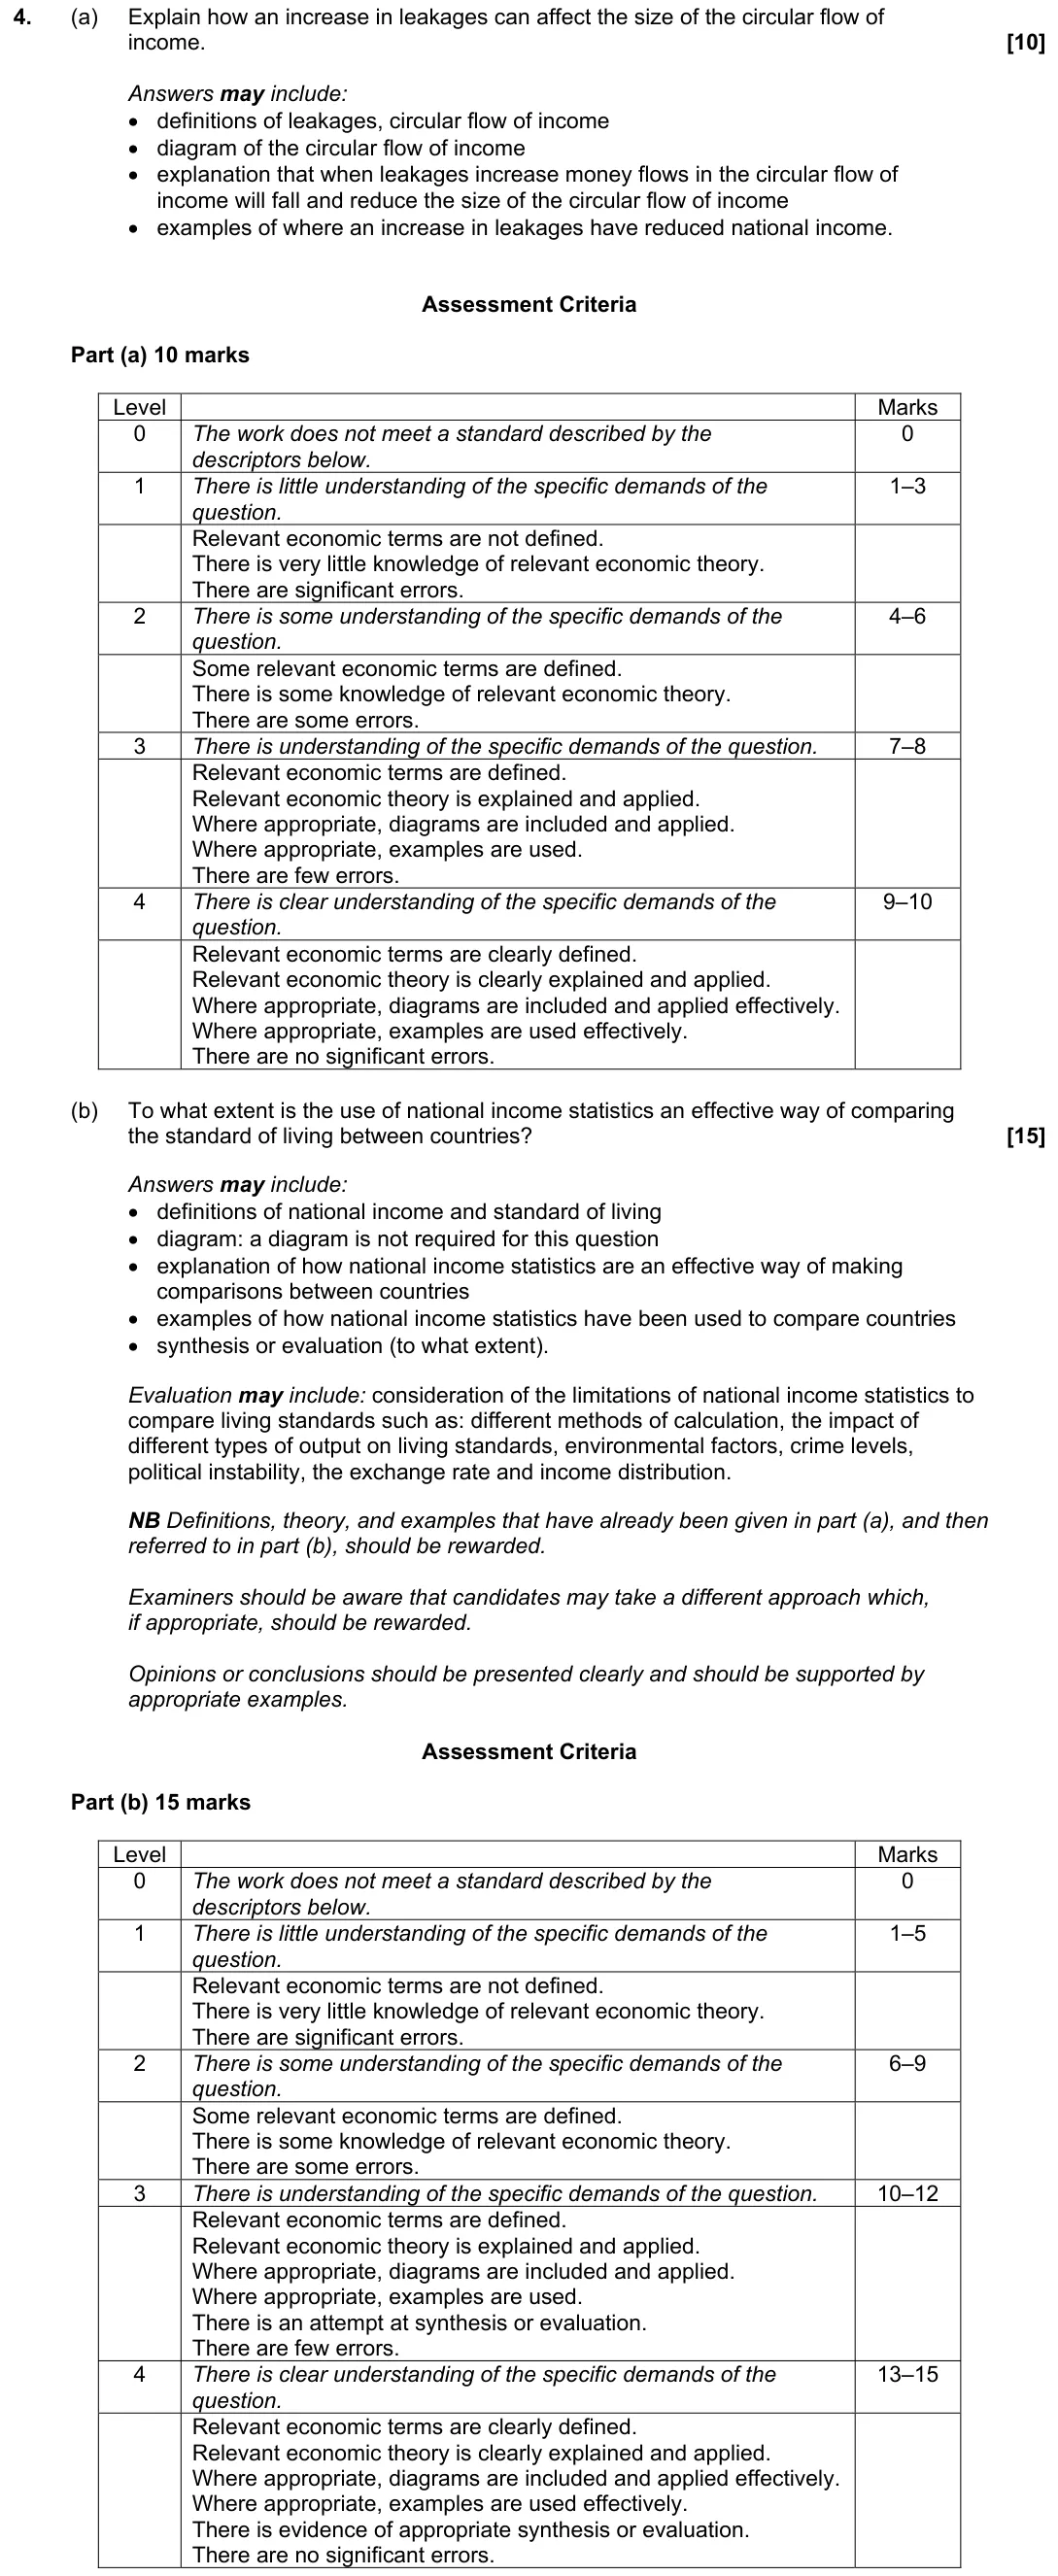 4. (a) Explain how an increase in leakages can affect the size of the circular flow of
income. [10]
Answers may include:
• definitions of leakages, circular flow of income
• diagram of the circular flow of income
• explanation that when leakages increase money flows in the circular flow of
income will fall and reduce the size of the circular flow of income
• examples of where an increase in leakages have reduced national income.
Assessment Criteria
Part (a) 10 marks
Level Marks
0 The work does not meet a standard described by the 0
descriptors below.
1 There is little understanding of the specific demands of the 1–3
question.
Relevant economic terms are not defined.
There is very little knowledge of relevant economic theory.
There are significant errors.
2 There is some understanding of the specific demands of the 4–6
question.
Some relevant economic terms are defined.
There is some knowledge of relevant economic theory.
There are some errors.
3 There is understanding of the specific demands of the question. 7–8
Relevant economic terms are defined.
Relevant economic theory is explained and applied.
Where appropriate, diagrams are included and applied.
Where appropriate, examples are used.
There are few errors.
4 There is clear understanding of the specific demands of the 9–10
question.
Relevant economic terms are clearly defined.
Relevant economic theory is clearly explained and applied.
Where appropriate, diagrams are included and applied effectively.
Where appropriate, examples are used effectively.
There are no significant errors.
(b) To what extent is the use of national income statistics an effective way of comparing
the standard of living between countries? [15]
Answers may include:
• definitions of national income and standard of living
• diagram: a diagram is not required for this question
• explanation of how national income statistics are an effective way of making
comparisons between countries
• examples of how national income statistics have been used to compare countries
• synthesis or evaluation (to what extent).
Evaluation may include: consideration of the limitations of national income statistics to
compare living standards such as: different methods of calculation, the impact of
different types of output on living standards, environmental factors, crime levels,
political instability, the exchange rate and income distribution.
NB Definitions, theory, and examples that have already been given in part (a), and then
referred to in part (b), should be rewarded.
Examiners should be aware that candidates may take a different approach which,
if appropriate, should be rewarded.
Opinions or conclusions should be presented clearly and should be supported by
appropriate examples.
Assessment Criteria
Part (b) 15 marks
Level Marks
0 The work does not meet a standard described by the 0
descriptors below.
1 There is little understanding of the specific demands of the 1–5
question.
Relevant economic terms are not defined.
There is very little knowledge of relevant economic theory.
There are significant errors.
2 There is some understanding of the specific demands of the 6–9
question.
Some relevant economic terms are defined.
There is some knowledge of relevant economic theory.
There are some errors.
3 There is understanding of the specific demands of the question. 10–12
Relevant economic terms are defined.
Relevant economic theory is explained and applied.
Where appropriate, diagrams are included and applied.
Where appropriate, examples are used.
There is an attempt at synthesis or evaluation.
There are few errors.
4 There is clear understanding of the specific demands of the 13–15
question.
Relevant economic terms are clearly defined.
Relevant economic theory is clearly explained and applied.
Where appropriate, diagrams are included and applied effectively.
Where appropriate, examples are used effectively.
There is evidence of appropriate synthesis or evaluation.
There are no significant errors.